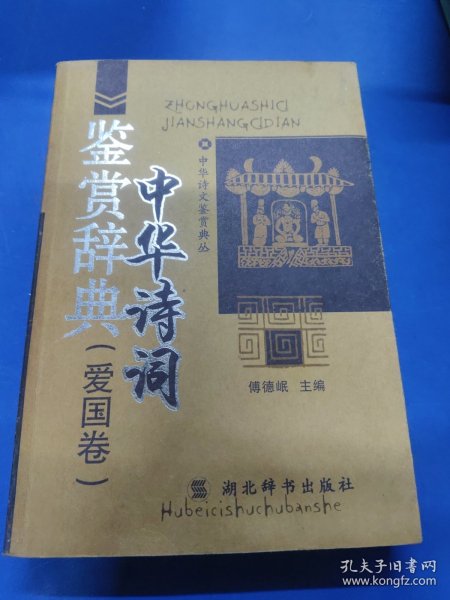 ZHONGHUASHICI
JIANSHANGCIDIAN
中华诗文鉴赏典丛
中华诗词
鉴赏辞典
(爱国卷)
傅德岷 主编
湖北辞书出版社
Hubeicishuchubanshe
孔夫子旧书网
www.kongfz.com